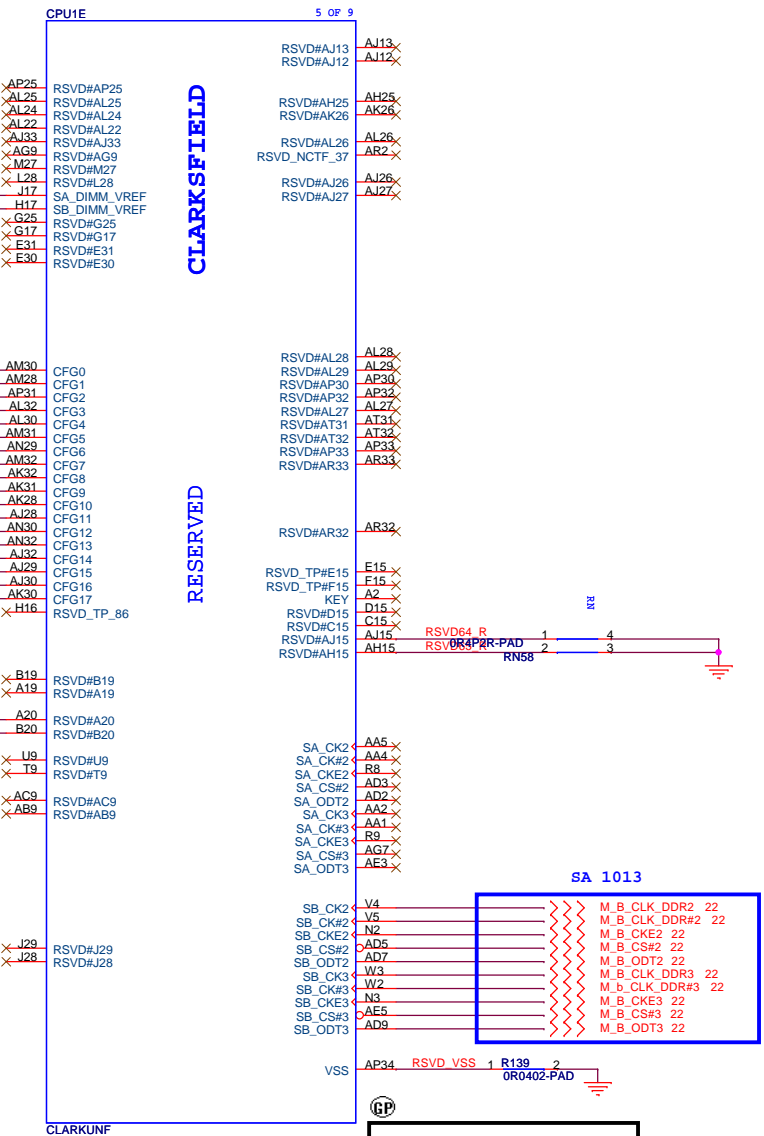 CPU1E 5 OF 9
CLARKSFIELD
RESERVED
AP25 RSVD#AP25
AL25 RSVD#AL25
AL24 RSVD#AL24
AL22 RSVD#AL22
AJ33 RSVD#AJ33
AG9 RSVD#AG9
M27 RSVD#M27
L28 RSVD#L28
J17 SA_DIMM_VREF
H17 SB_DIMM_VREF
G25 RSVD#G25
G17 RSVD#G17
E31 RSVD#E31
E30 RSVD#E30
AM30 CFG0
AM28 CFG1
AP31 CFG2
AL32 CFG3
AL30 CFG4
AM31 CFG5
AN29 CFG6
AM32 CFG7
AK32 CFG8
AK31 CFG9
AK28 CFG10
AJ28 CFG11
AN30 CFG12
AN32 CFG13
AJ32 CFG14
AJ29 CFG15
AJ30 CFG16
AK30 CFG17
H16 RSVD_TP_86
B19 RSVD#B19
A19 RSVD#A19
A20 RSVD#A20
B20 RSVD#B20
U9 RSVD#U9
T9 RSVD#T9
AC9 RSVD#AC9
AB9 RSVD#AB9
J29 RSVD#J29
J28 RSVD#J28
RSVD#AJ13 AJ13
RSVD#AJ12 AJ12
RSVD#AH25 AH25
RSVD#AK26 AK26
RSVD#AL26 AL26
RSVD_NCTF_37 AR2
RSVD#AJ26 AJ26
RSVD#AJ27 AJ27
RSVD#AL28 AL28
RSVD#AL29 AL29
RSVD#AP30 AP30
RSVD#AP32 AP32
RSVD#AL27 AL27
RSVD#AT31 AT31
RSVD#AT32 AT32
RSVD#AP33 AP33
RSVD#AR33 AR33
RSVD#AR32 AR32
RSVD_TP#E15 E15
RSVD_TP#F15 F15
KEY A2
RSVD#D15 D15
RSVD#C15 C15
RN
RSVD#AJ15 AJ15 RSVD64_R 1 4
0R4P2R-PAD
RSVD#AH15 AH15 RSVD65_R 2 3
RN58
SA_CK2 AA5
SA_CK#2 AA4
SA_CKE2 R8
SA_CS#2 AD3
SA_ODT2 AD2
SA_CK3 AA2
SA_CK#3 AA1
SA_CKE3 R9
SA_CS#3 AG7
SA_ODT3 AE3
SA 1013
SB_CK2 V4 M_B_CLK_DDR2 22
SB_CK#2 V5 M_B_CLK_DDR#2 22
SB_CKE2 N2 M_B_CKE2 22
SB_CS#2 AD5 M_B_CS#2 22
SB_ODT2 AD7 M_B_ODT2 22
SB_CK3 W3 M_B_CLK_DDR3 22
SB_CK#3 W2 M_b_CLK_DDR#3 22
SB_CKE3 N3 M_B_CKE3 22
SB_CS#3 AE5 M_B_CS#3 22
SB_ODT3 AD9 M_B_ODT3 22
VSS AP34 RSVD_VSS 1 R139 2
0R0402-PAD
GP
CLARKUNF